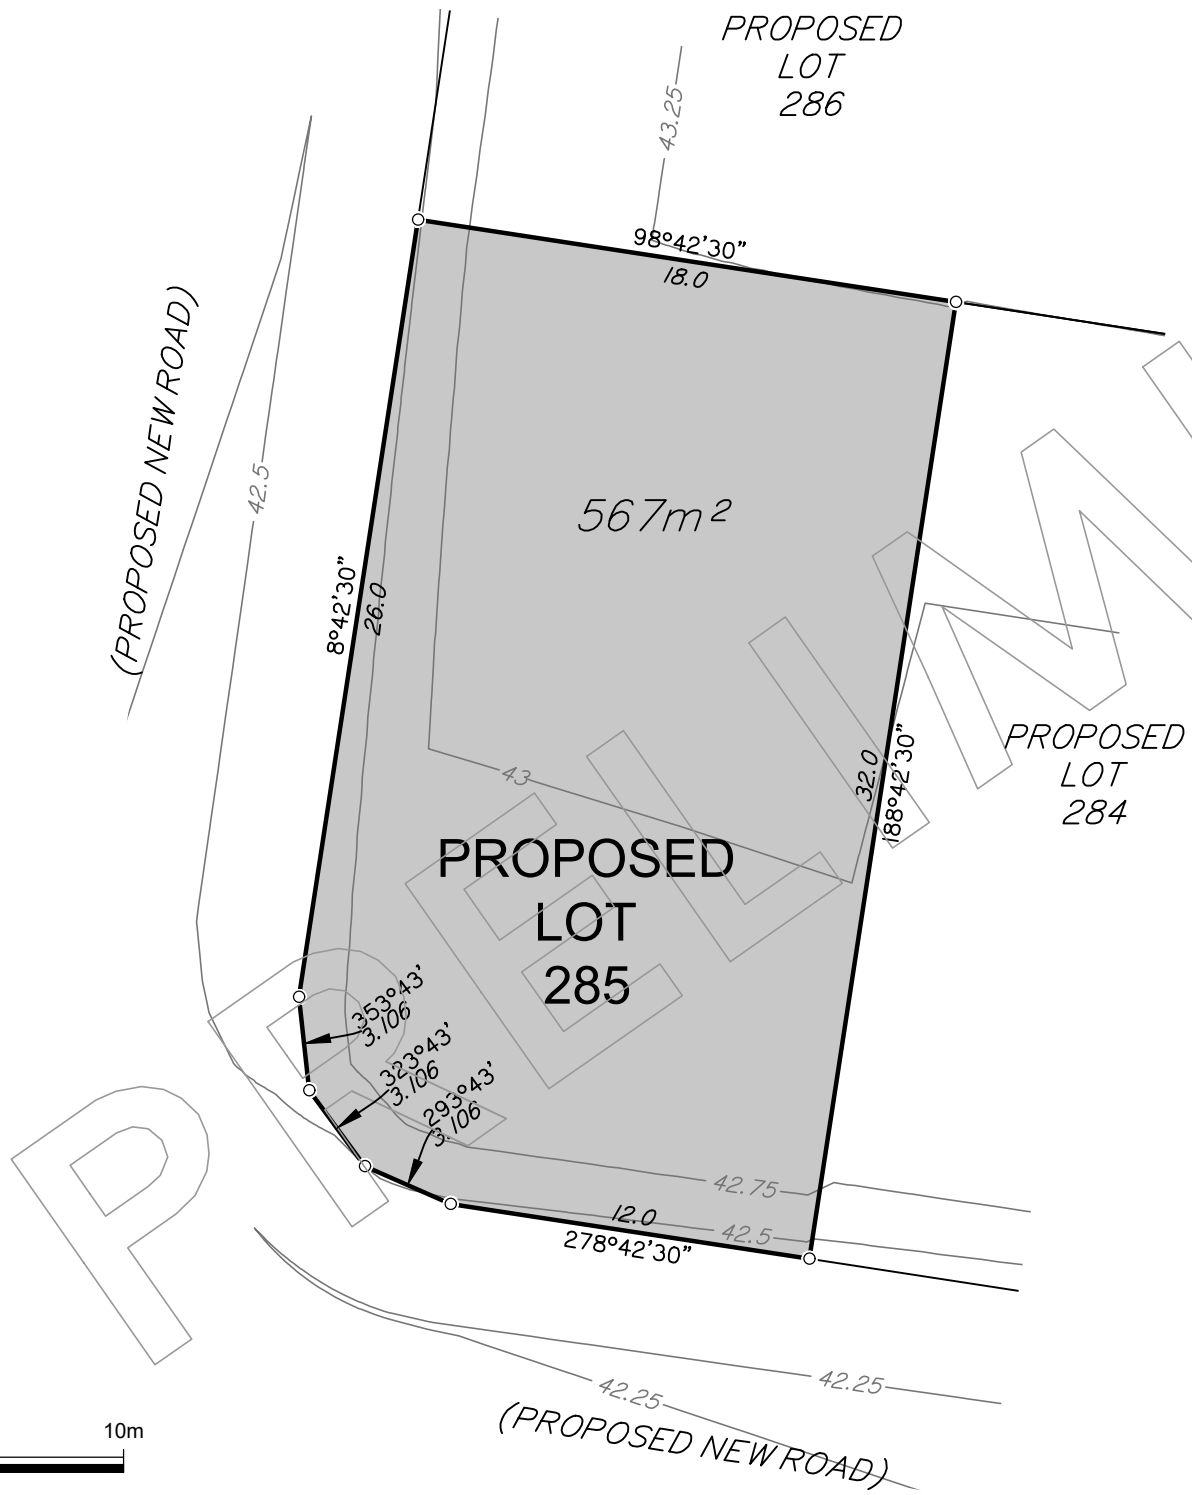 PROPOSED
LOT
286
43.25
98°42'30"
18.0
(PROPOSED NEW ROAD)
42.5
567m²
8°42'30"
26.0
PROPOSED
LOT
284
32.0
188°42'30"
43
PROPOSED
LOT
285
353°43'
3.106
323°43'
3.106
293°43'
3.106
42.75
12.0
42.5
278°42'30"
42.25
42.25
(PROPOSED NEW ROAD)
10m
PRELIM